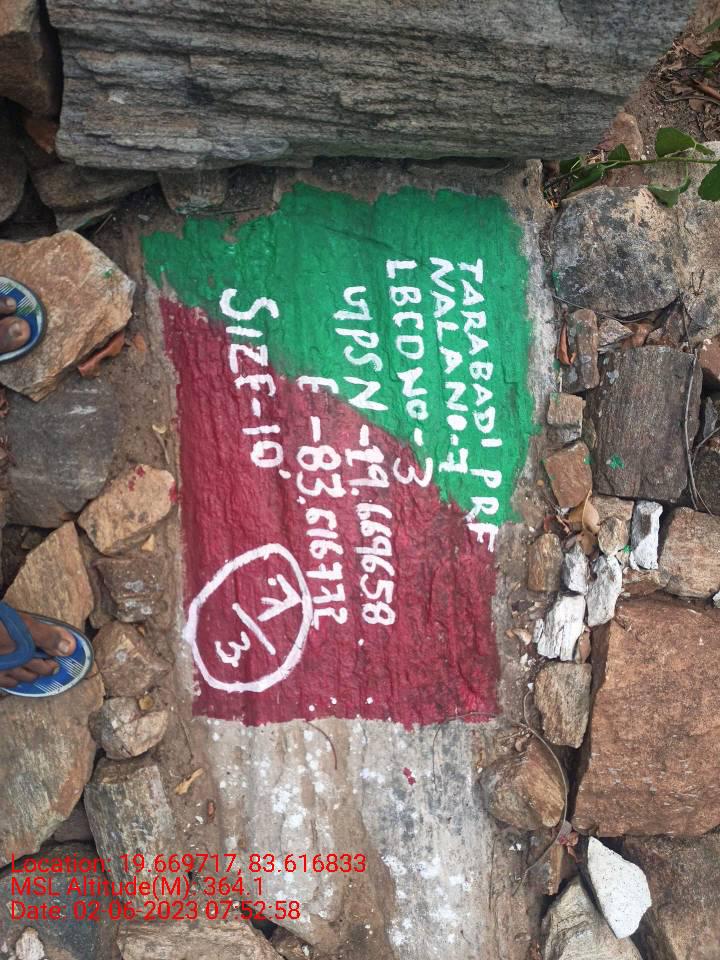 TARABADI PRF
NALA NO-7
LBCD NO-3
JPSN -19.669658
E -83.616772
SIZE-10
7/3
Location: 19.669717, 83.616833
MSL Altitude(M): 364.1
Date: 02-06-2023 07:52:58